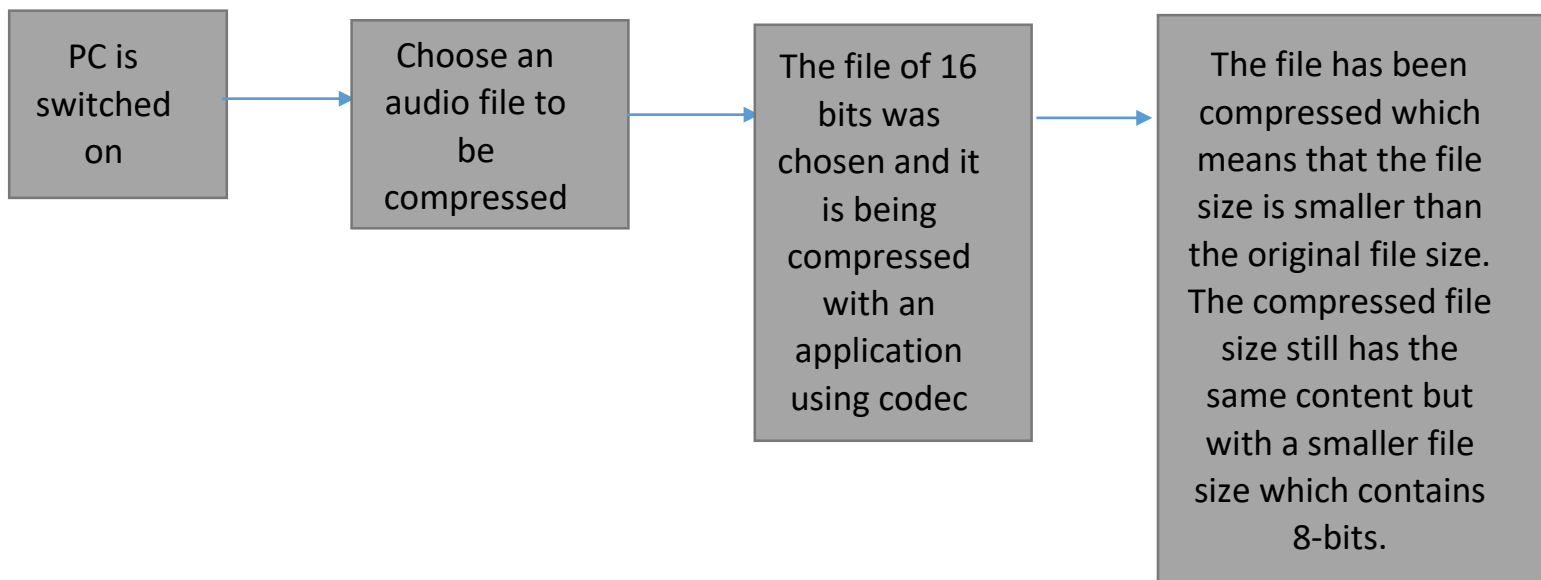 PC is
switched
on
Choose an
audio file to
be
compressed
The file of 16
bits was
chosen and it
is being
compressed
with an
application
using codec
The file has been
compressed which
means that the file
size is smaller than
the original file size.
The compressed file
size still has the
same content but
with a smaller file
size which contains
8-bits.